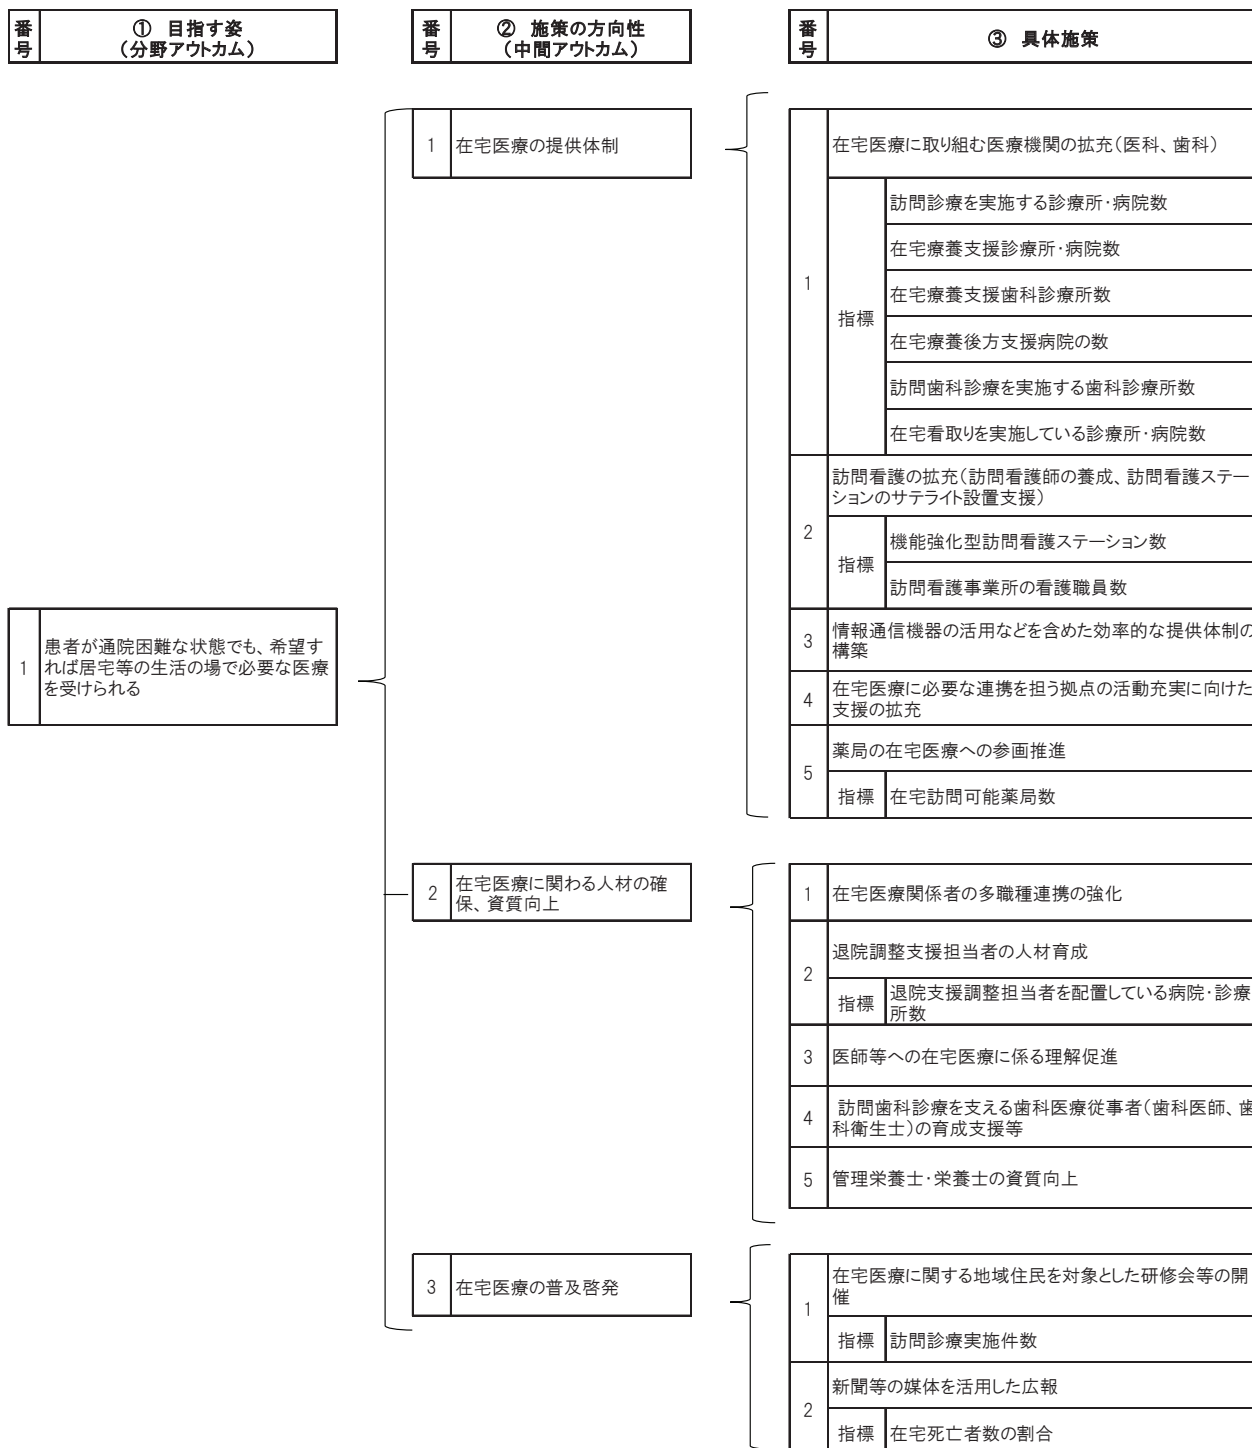 番号
① 目指す姿
（分野アウトカム）
番号
② 施策の方向性
（中間アウトカム）
番号
③ 具体施策
1
患者が通院困難な状態でも、希望す
れば居宅等の生活の場で必要な医療
を受けられる
1
在宅医療の提供体制
1
在宅医療に取り組む医療機関の拡充（医科、歯科）
指標
訪問診療を実施する診療所・病院数
在宅療養支援診療所・病院数
在宅療養支援歯科診療所数
在宅療養後方支援病院の数
訪問歯科診療を実施する歯科診療所数
在宅看取りを実施している診療所・病院数
2
訪問看護の拡充（訪問看護師の養成、訪問看護ステー
ションのサテライト設置支援）
指標
機能強化型訪問看護ステーション数
訪問看護事業所の看護職員数
3
情報通信機器の活用などを含めた効率的な提供体制の
構築
4
在宅医療に必要な連携を担う拠点の活動充実に向けた
支援の拡充
5
薬局の在宅医療への参画推進
指標
在宅訪問可能薬局数
2
在宅医療に関わる人材の確
保、資質向上
1
在宅医療関係者の多職種連携の強化
2
退院調整支援担当者の人材育成
指標
退院支援調整担当者を配置している病院・診療
所数
3
医師等への在宅医療に係る理解促進
4
訪問歯科診療を支える歯科医療従事者（歯科医師、歯
科衛生士）の育成支援等
5
管理栄養士・栄養士の資質向上
3
在宅医療の普及啓発
1
在宅医療に関する地域住民を対象とした研修会等の開
催
指標
訪問診療実施件数
2
新聞等の媒体を活用した広報
指標
在宅死亡者数の割合